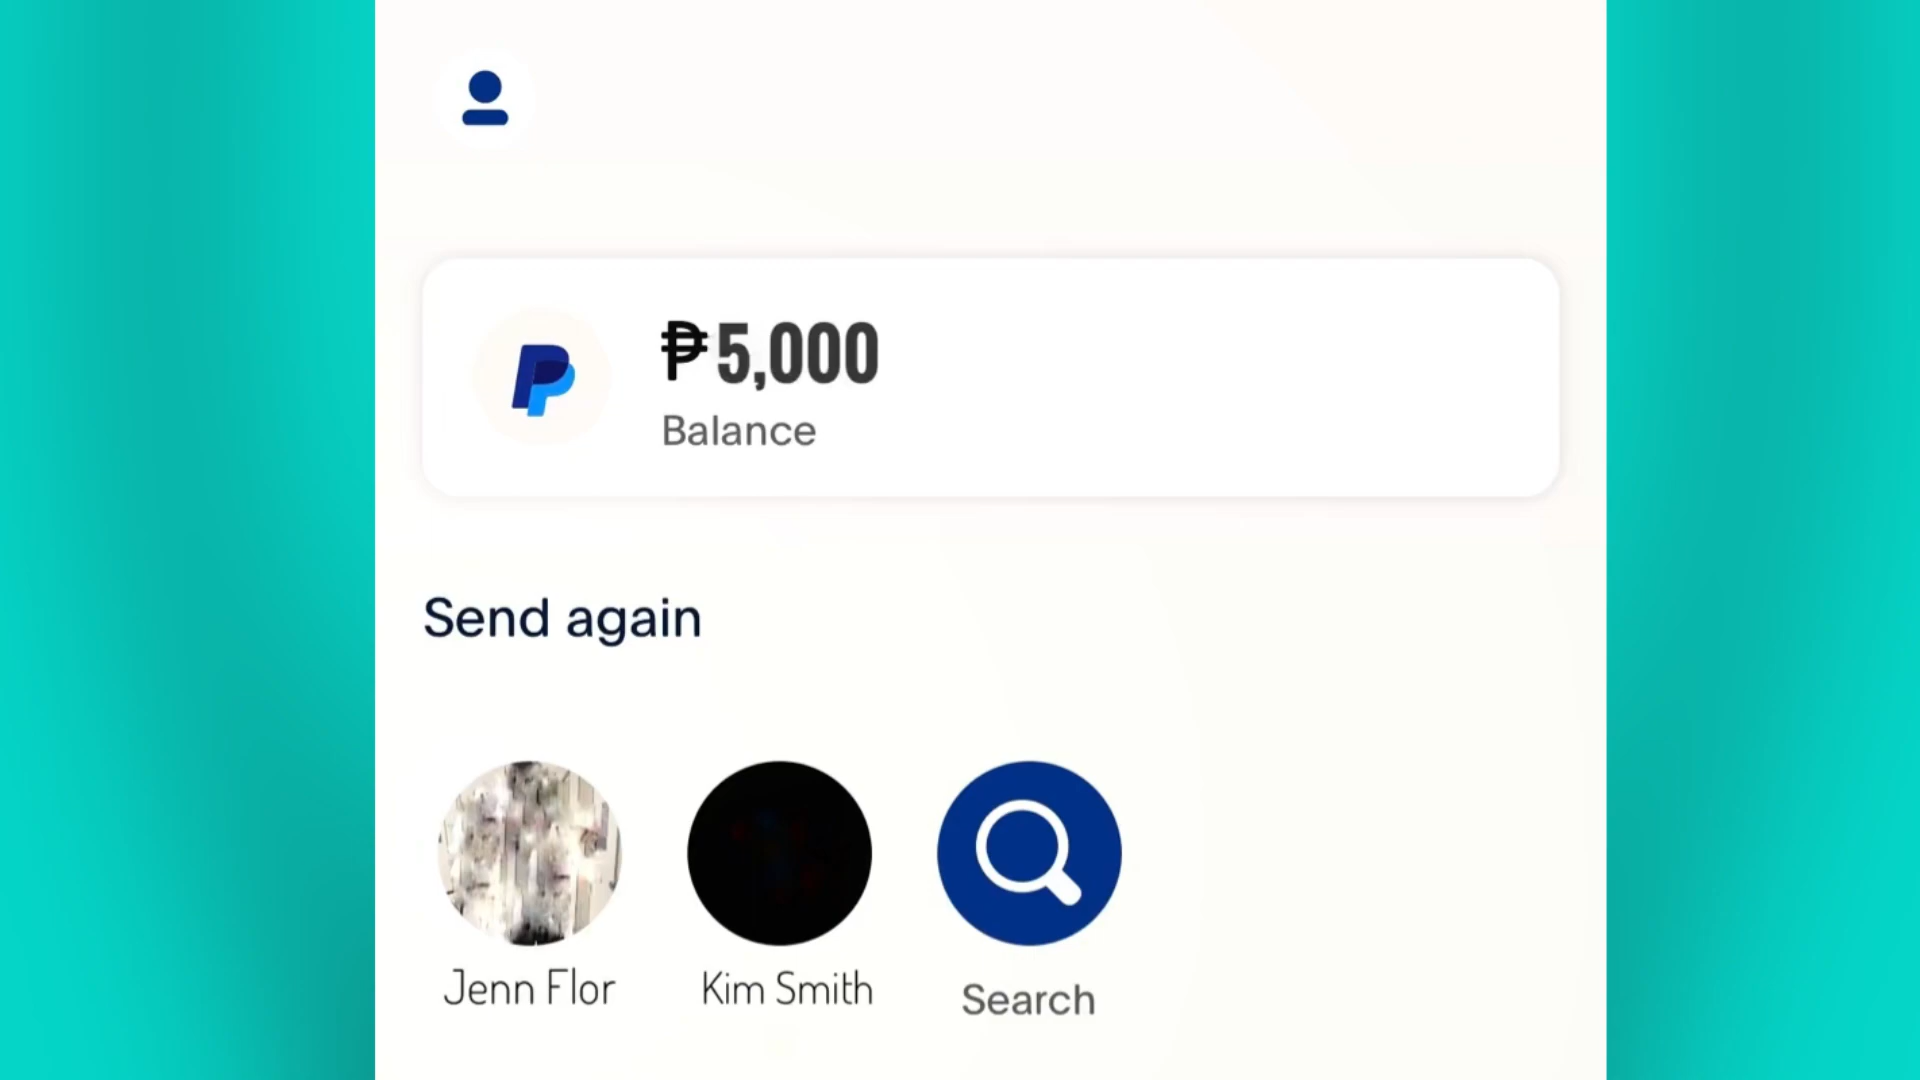 ₱5,000
Balance
Send again
Jenn Flor
Kim Smith
Search